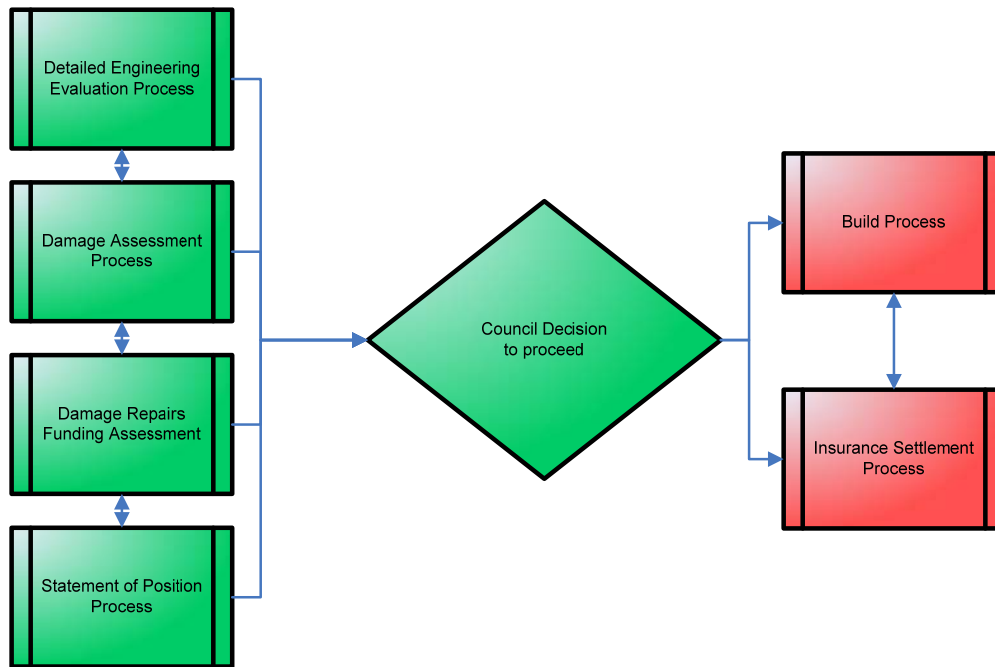 Detailed Engineering
Evaluation Process
Damage Assessment
Process
Damage Repairs
Funding Assessment
Statement of Position
Process
Council Decision
to proceed
Build Process
Insurance Settlement
Process